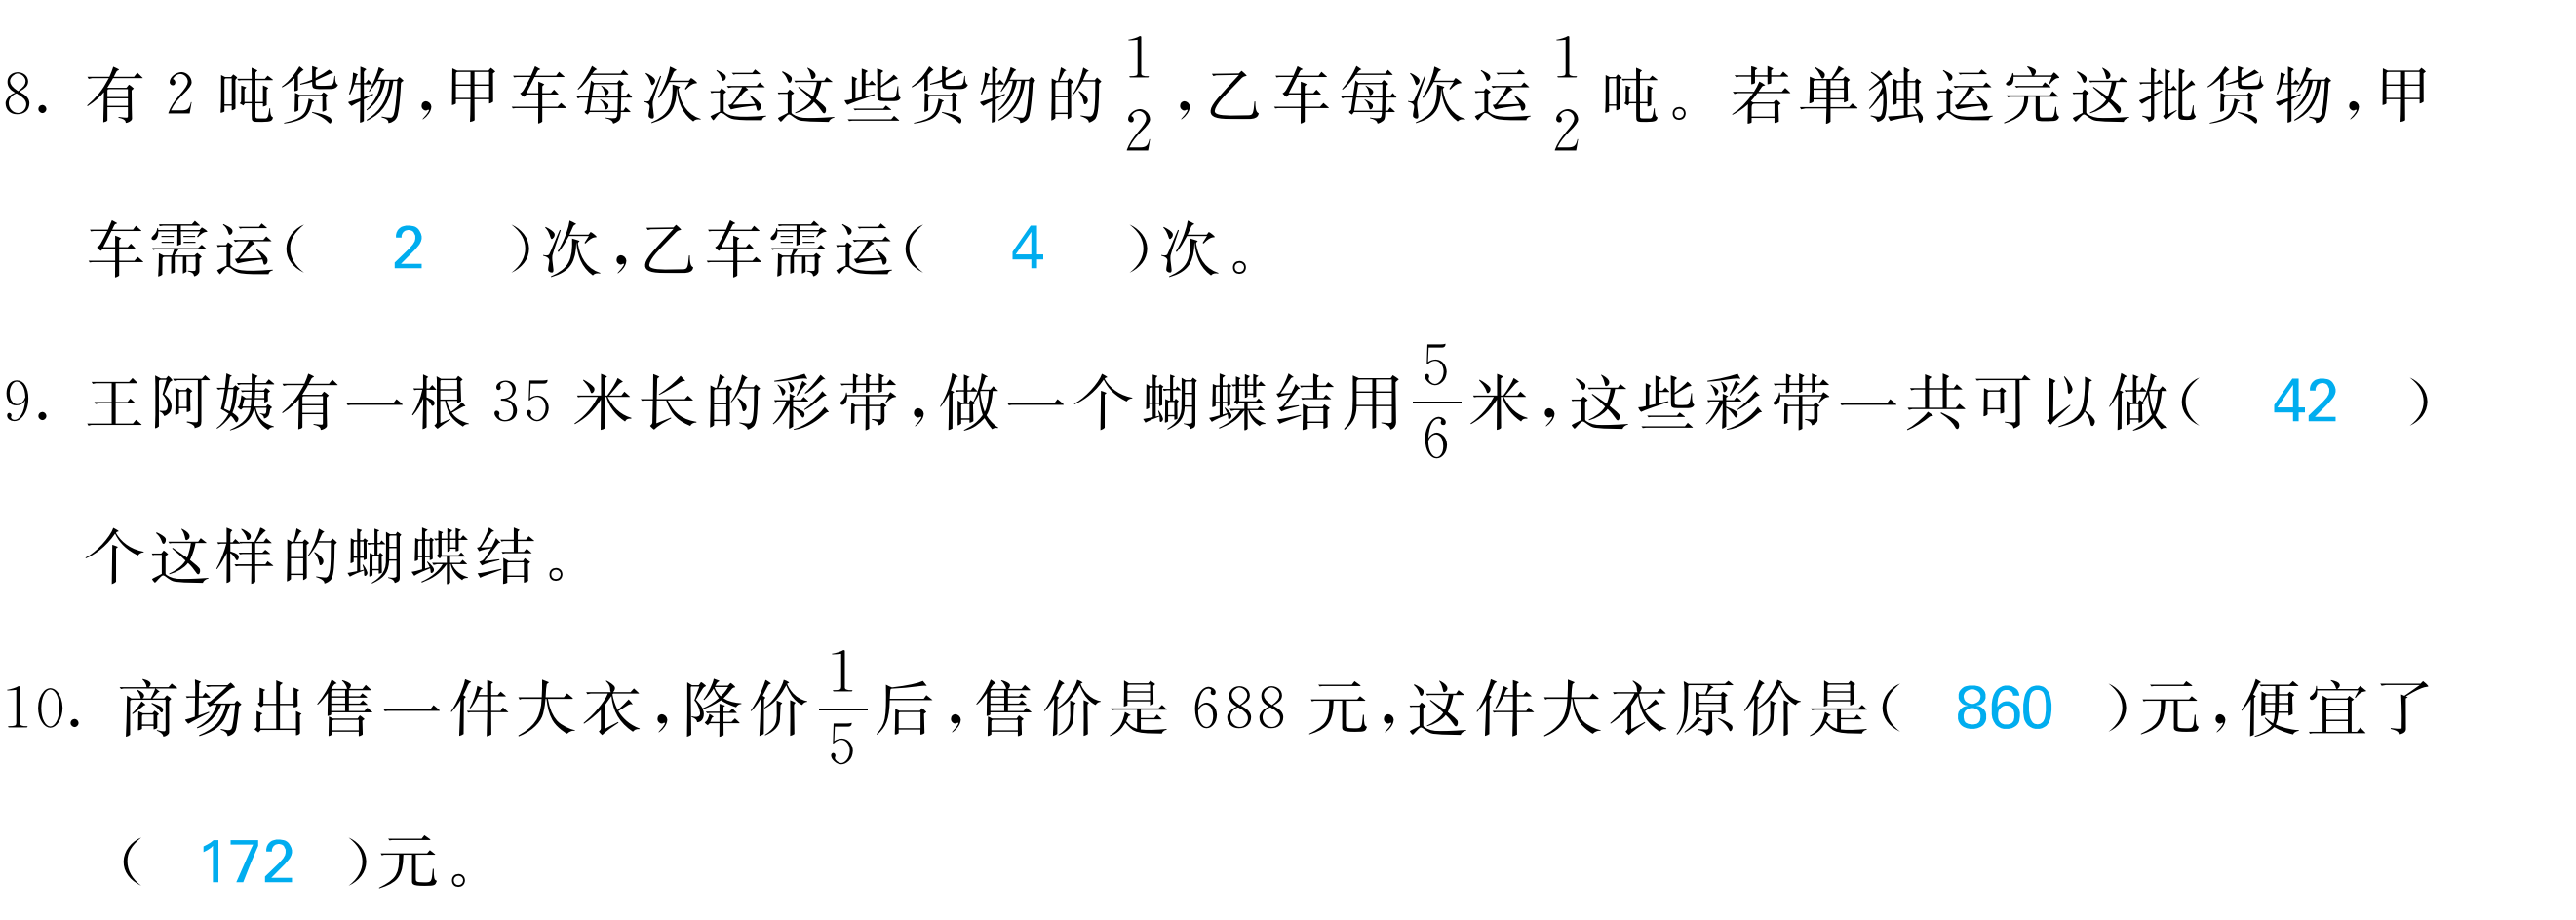 8. 有 2 吨货物,甲车每次运这些货物的1/2,乙车每次运1/2吨。若单独运完这批货物,甲
车需运( 2 )次,乙车需运( 4 )次。
9. 王阿姨有一根 35 米长的彩带,做一个蝴蝶结用5/6米,这些彩带一共可以做( 42 )
个这样的蝴蝶结。
10. 商场出售一件大衣,降价1/5后,售价是 688 元,这件大衣原价是( 860 )元,便宜了
( 172 )元。